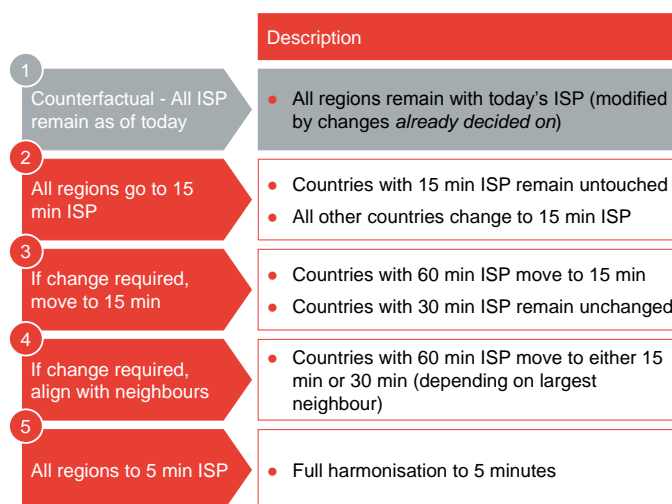 Description
1
Counterfactual - All ISP
remain as of today
● All regions remain with today's ISP (modified
by changes already decided on)
2
All regions go to 15
min ISP
● Countries with 15 min ISP remain untouched
● All other countries change to 15 min ISP
3
If change required,
move to 15 min
● Countries with 60 min ISP move to 15 min
● Countries with 30 min ISP remain unchanged
4
If change required,
align with neighbours
● Countries with 60 min ISP move to either 15
min or 30 min (depending on largest
neighbour)
5
All regions to 5 min ISP
● Full harmonisation to 5 minutes